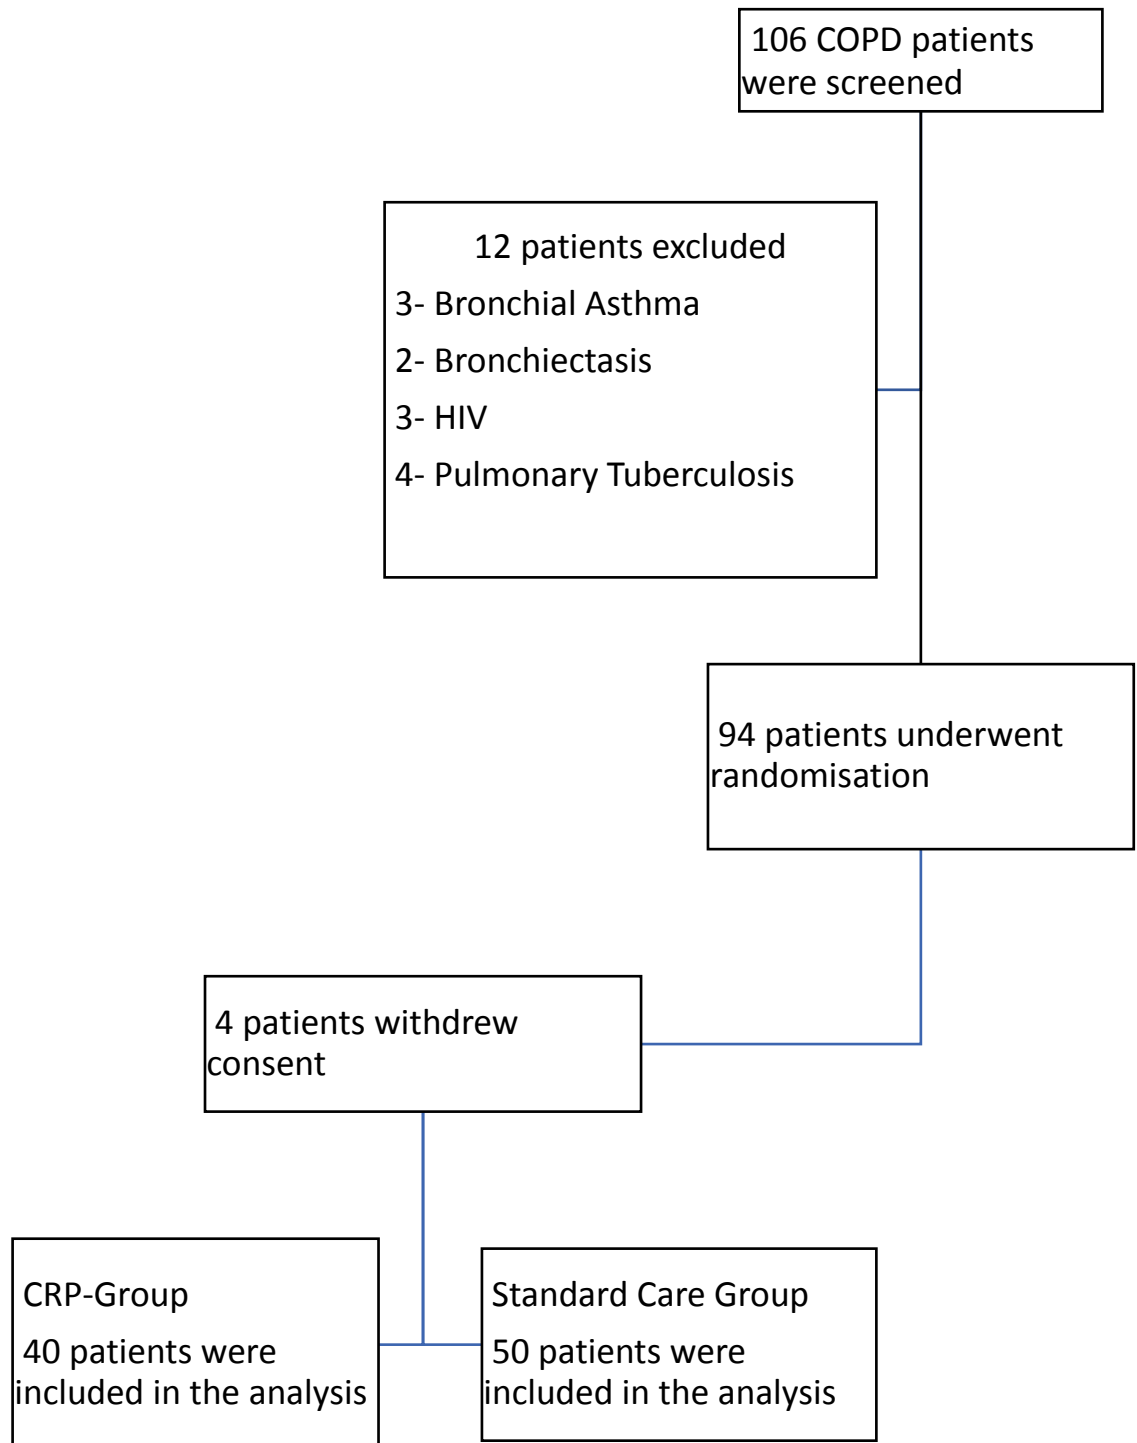 106 COPD patients
were screened
12 patients excluded
3- Bronchial Asthma
2- Bronchiectasis
3- HIV
4- Pulmonary Tuberculosis
94 patients underwent
randomisation
4 patients withdrew
consent
CRP-Group
40 patients were
included in the analysis
Standard Care Group
50 patients were
included in the analysis